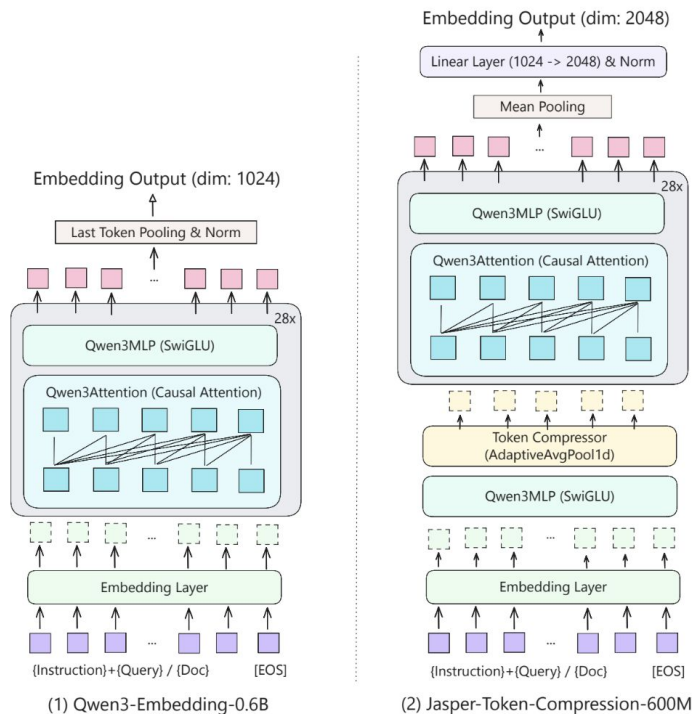 Embedding Output (dim: 1024)
Last Token Pooling & Norm
...
28x
Qwen3MLP (SwiGLU)
Qwen3Attention (Causal Attention)
...
Embedding Layer
...
{Instruction}+{Query} / {Doc}
[EOS]
(1) Qwen3-Embedding-0.6B
Embedding Output (dim: 2048)
Linear Layer (1024 -> 2048) & Norm
Mean Pooling
...
28x
Qwen3MLP (SwiGLU)
Qwen3Attention (Causal Attention)
Token Compressor
(AdaptiveAvgPool1d)
Qwen3MLP (SwiGLU)
...
Embedding Layer
...
{Instruction}+{Query} / {Doc}
[EOS]
(2) Jasper-Token-Compression-600M